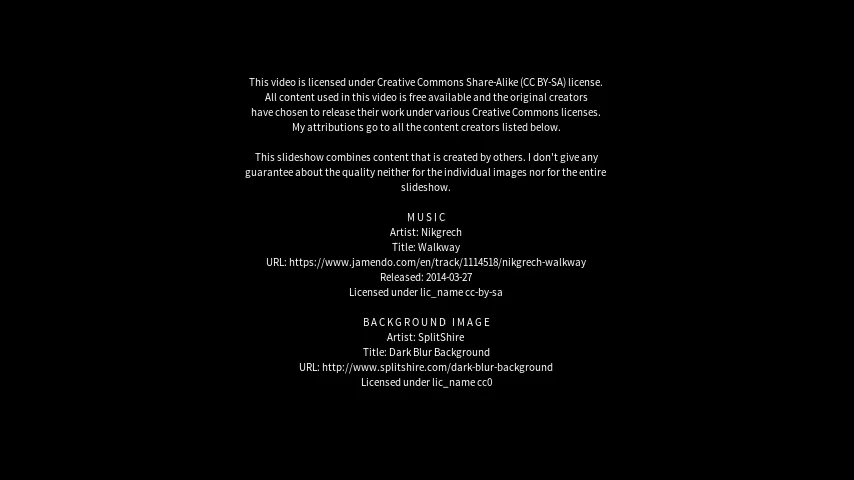 This video is licensed under Creative Commons Share-Alike (CC BY-SA) license.
All content used in this video is free available and the original creators
have chosen to release their work under various Creative Commons licenses.
My attributions go to all the content creators listed below.
This slideshow combines content that is created by others. I don't give any
guarantee about the quality neither for the individual images nor for the entire
slideshow.
MUSIC
Artist: Nikgrech
Title: Walkway
URL: https://www.jamendo.com/en/track/1114518/nikgrech-walkway
Released: 2014-03-27
Licensed under lic_name cc-by-sa
BACKGROUND IMAGE
Artist: SplitShire
Title: Dark Blur Background
URL: http://www.splitshire.com/dark-blur-background
Licensed under lic_name cc0